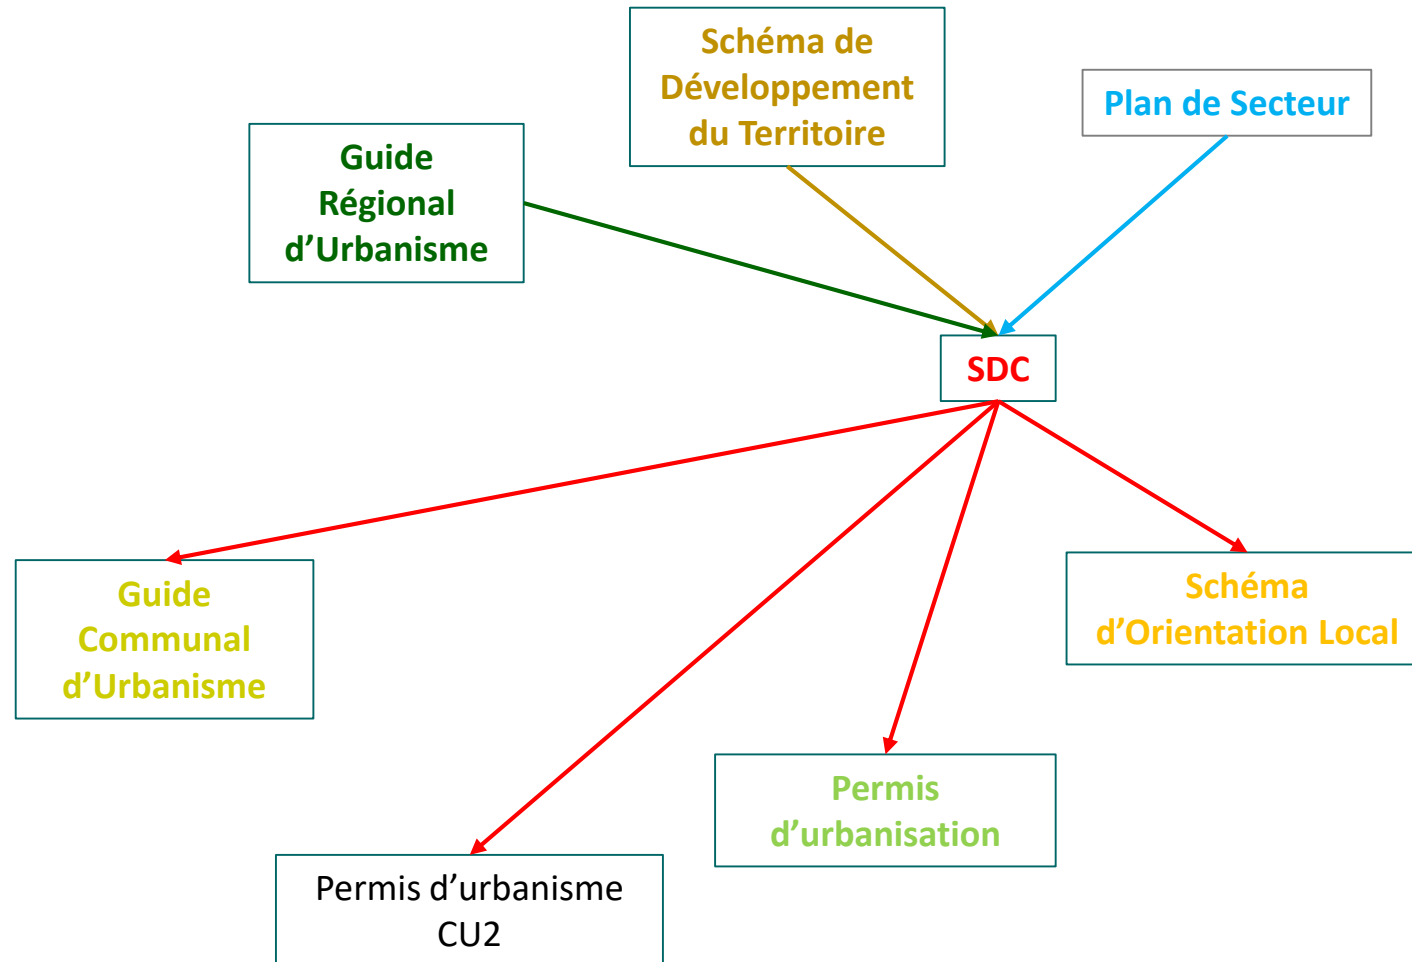 Schéma de
Développement
du Territoire
Plan de Secteur
Guide
Régional
d’Urbanisme
SDC
Guide
Communal
d’Urbanisme
Schéma
d’Orientation Local
Permis
d’urbanisation
Permis d’urbanisme
CU2